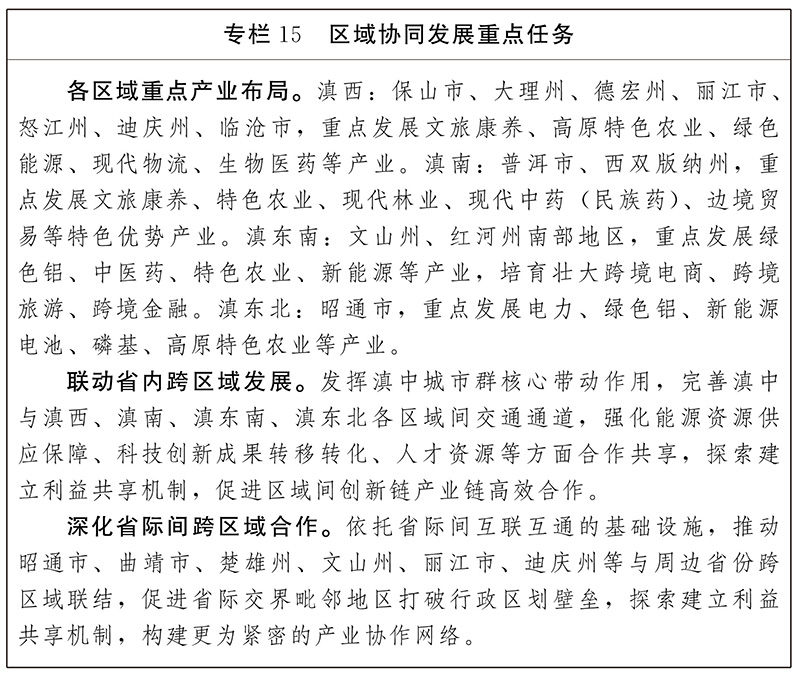 专栏 15　区域协同发展重点任务
各区域重点产业布局。滇西：保山市、大理州、德宏州、丽江市、
怒江州、迪庆州、临沧市，重点发展文旅康养、高原特色农业、绿色
能源、现代物流、生物医药等产业。滇南：普洱市、西双版纳州，重
点发展文旅康养、特色农业、现代林业、现代中药（民族药）、边境贸
易等特色优势产业。滇东南：文山州、红河州南部地区，重点发展绿
色铝、中医药、特色农业、新能源等产业，培育壮大跨境电商、跨境
旅游、跨境金融。滇东北：昭通市，重点发展电力、绿色铝、新能源
电池、磷基、高原特色农业等产业。
联动省内跨区域发展。发挥滇中城市群核心带动作用，完善滇中
与滇西、滇南、滇东南、滇东北各区域间交通通道，强化能源资源供
应保障、科技创新成果转移转化、人才资源等方面合作共享，探索建
立利益共享机制，促进区域间创新链产业链高效合作。
深化省际间跨区域合作。依托省际间互联互通的基础设施，推动
昭通市、曲靖市、楚雄州、文山州、丽江市、迪庆州等与周边省份跨
区域联结，促进省际交界毗邻地区打破行政区划壁垒，探索建立利益
共享机制，构建更为紧密的产业协作网络。